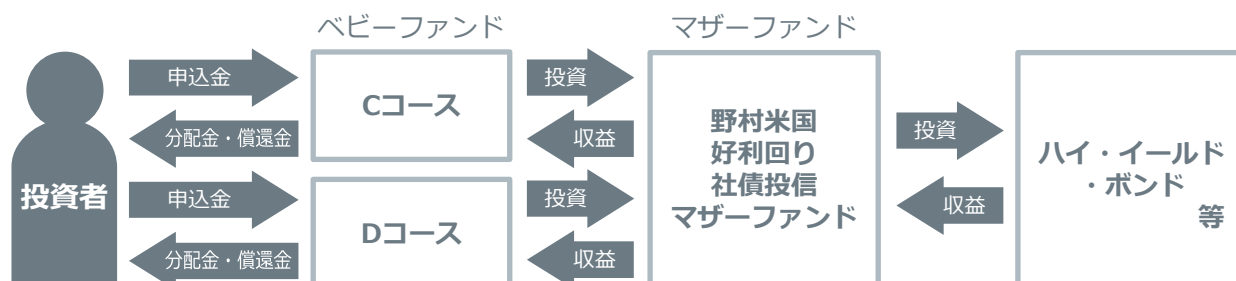 ベビーファンド
マザーファンド
申込金
Cコース
投資
分配金・償還金
収益
投資者
申込金
Dコース
投資
分配金・償還金
収益
野村米国
好利回り
社債投信
マザーファンド
投資
収益
ハイ・イールド
・ボンド
等